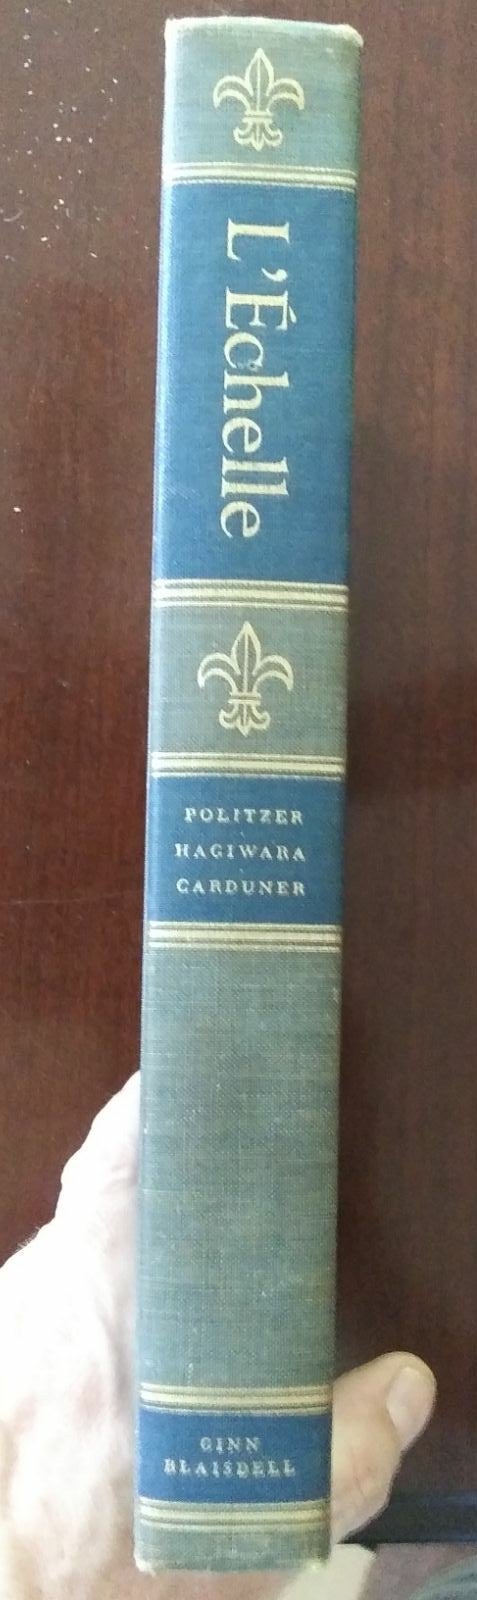 L'Échelle
POLITZER
HAGIWARA
CARDUNER
GINN
BLAISDELL